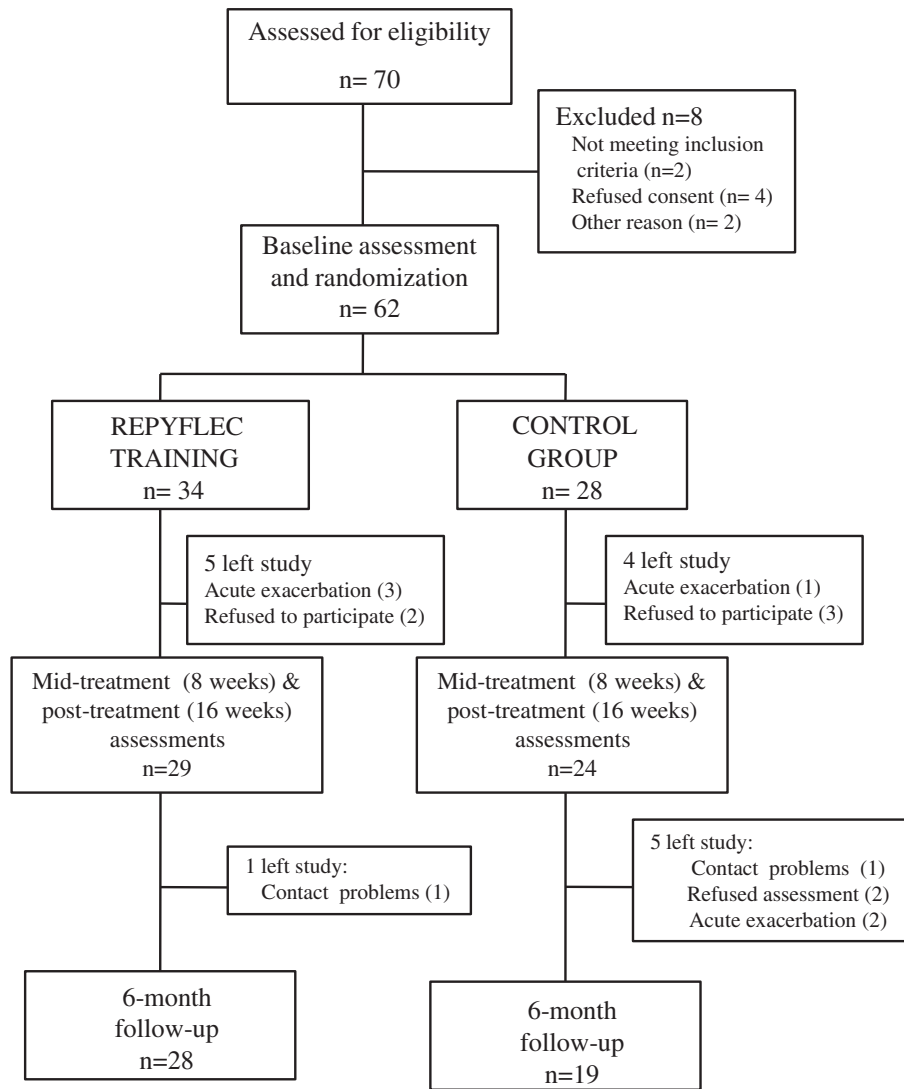 Assessed for eligibility
n= 70
Excluded n=8
Not meeting inclusion
criteria (n=2)
Refused consent (n= 4)
Other reason (n= 2)
Baseline assessment
and randomization
n= 62
REPYFLEC
TRAINING
n= 34
CONTROL
GROUP
n= 28
5 left study
Acute exacerbation (3)
Refused to participate (2)
4 left study
Acute exacerbation (1)
Refused to participate (3)
Mid-treatment (8 weeks) &
post-treatment (16 weeks)
assessments
n=29
Mid-treatment (8 weeks) &
post-treatment (16 weeks)
assessments
n=24
1 left study:
Contact problems (1)
5 left study:
Contact problems (1)
Refused assessment (2)
Acute exacerbation (2)
6-month
follow-up
n=28
6-month
follow-up
n=19